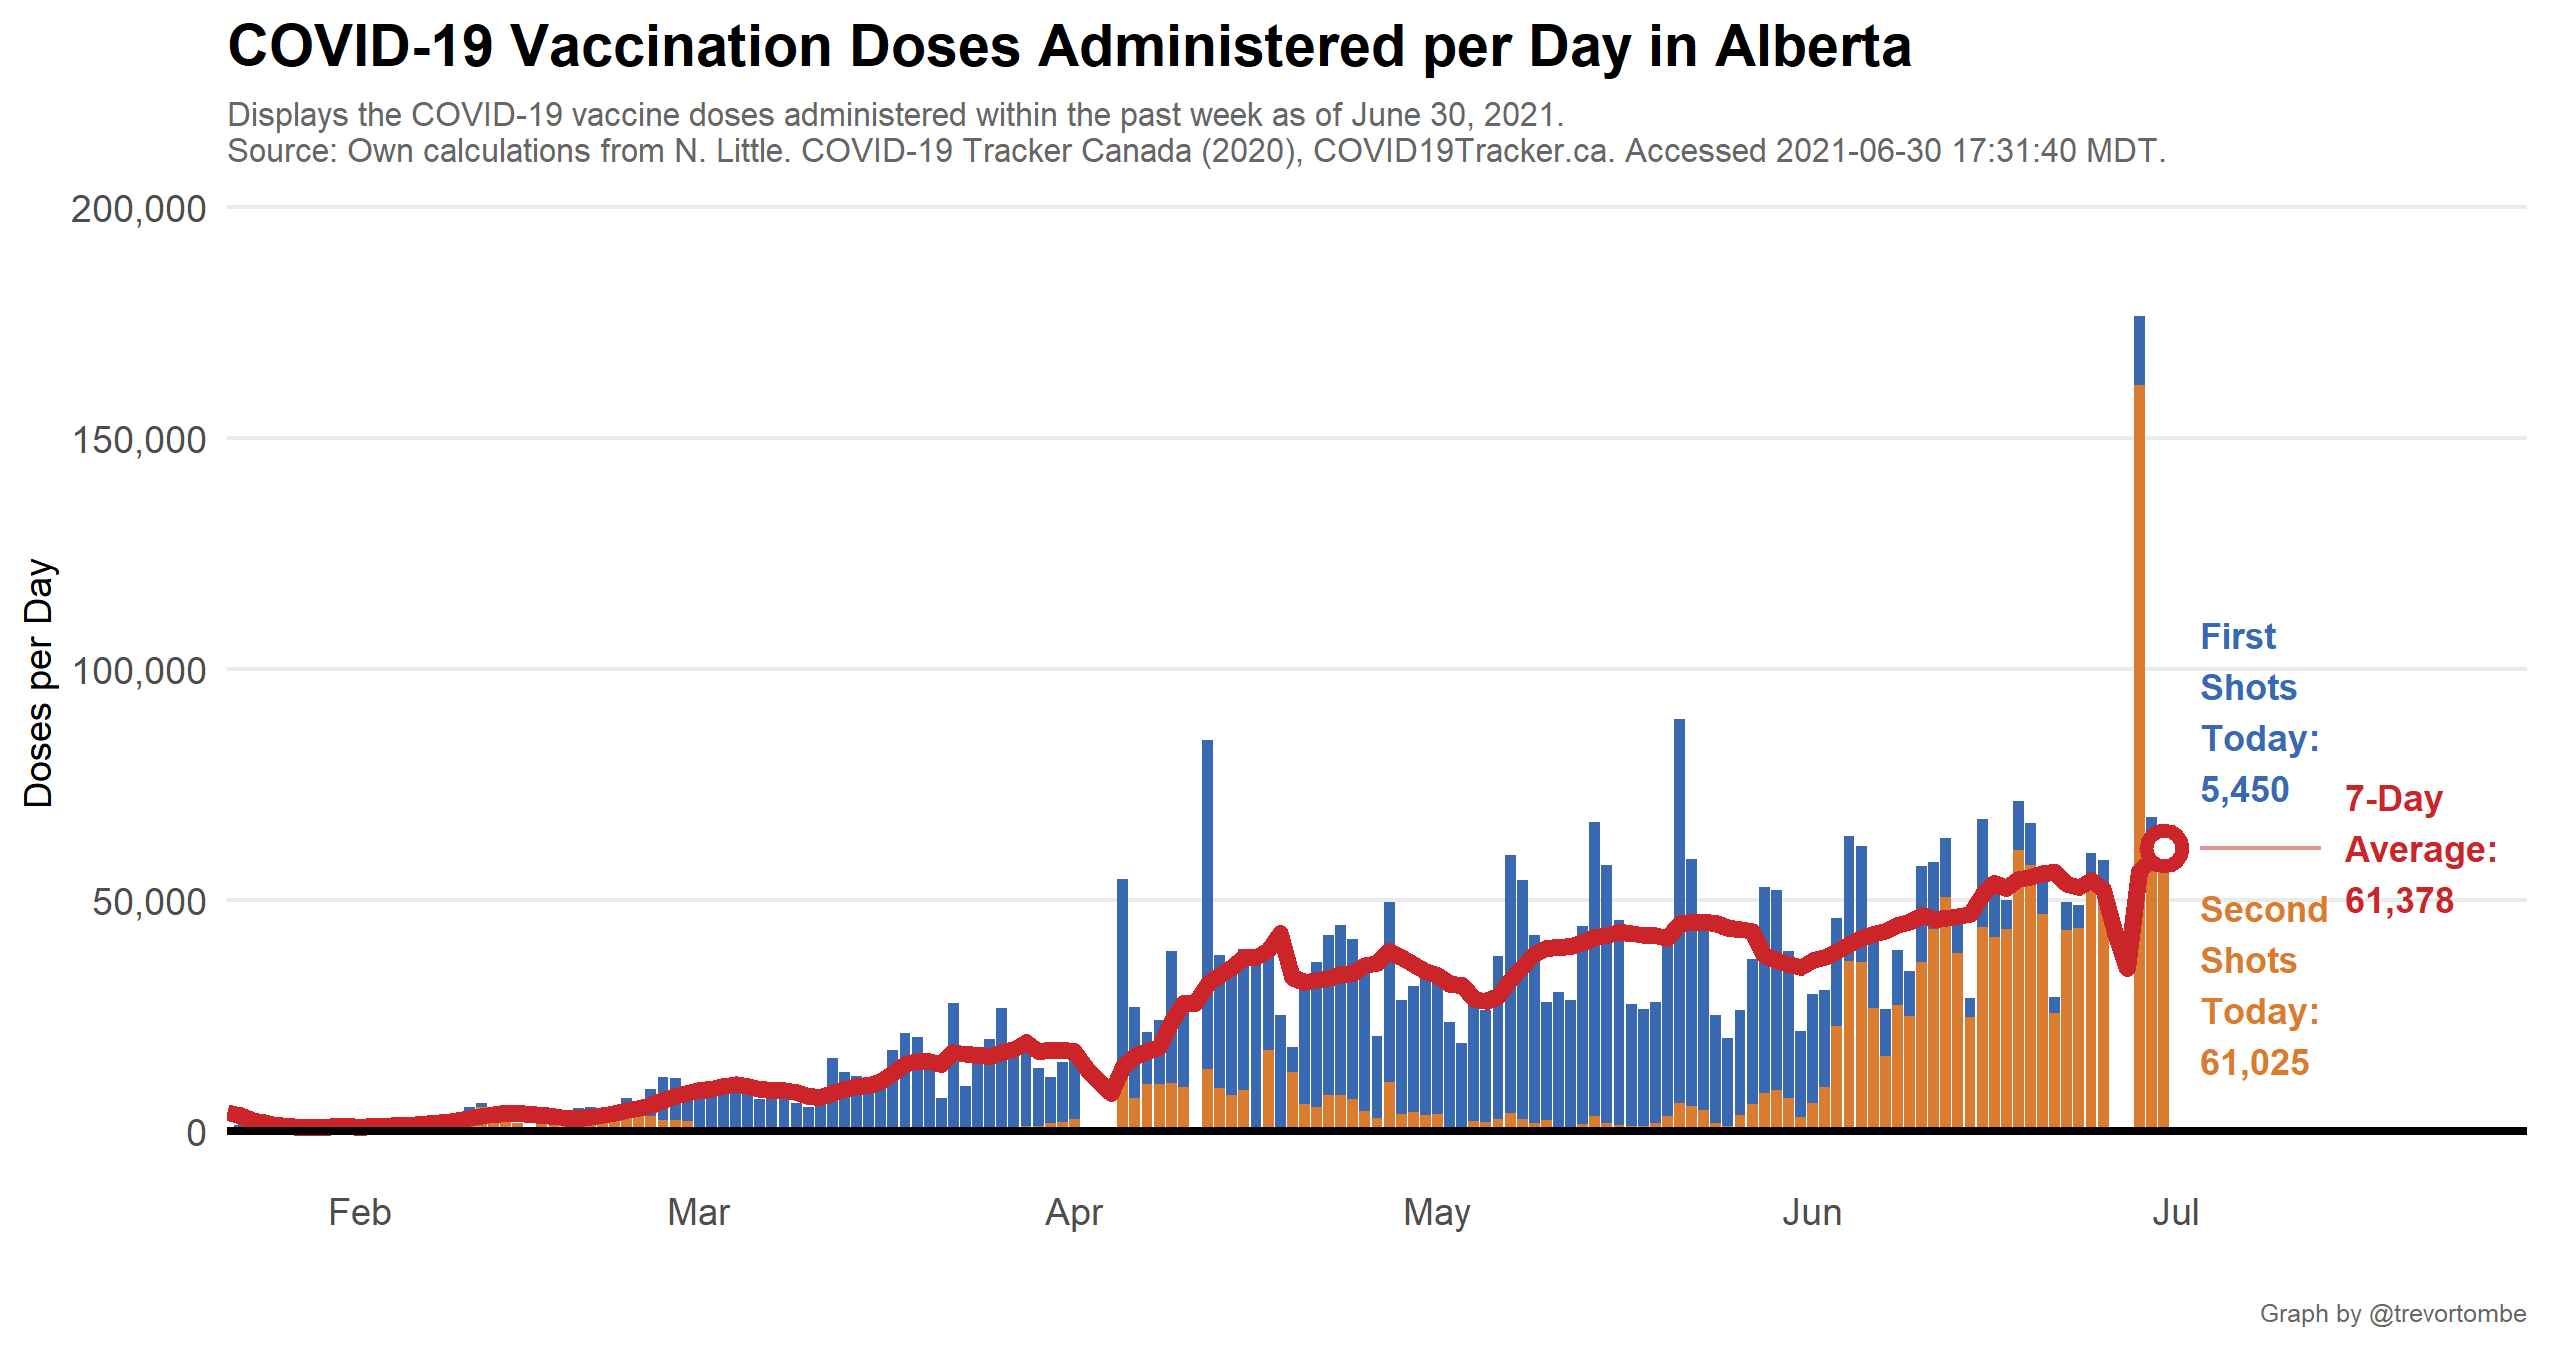 COVID-19 Vaccination Doses Administered per Day in Alberta
Displays the COVID-19 vaccine doses administered within the past week as of June 30, 2021.
Source: Own calculations from N. Little. COVID-19 Tracker Canada (2020), COVID19Tracker.ca. Accessed 2021-06-30 17:31:40 MDT.
Doses per Day
200,000
150,000
100,000
50,000
0
First
Shots
Today:
5,450
7-Day
Average:
61,378
Second
Shots
Today:
61,025
Feb
Mar
Apr
May
Jun
Jul
Graph by @trevortombe